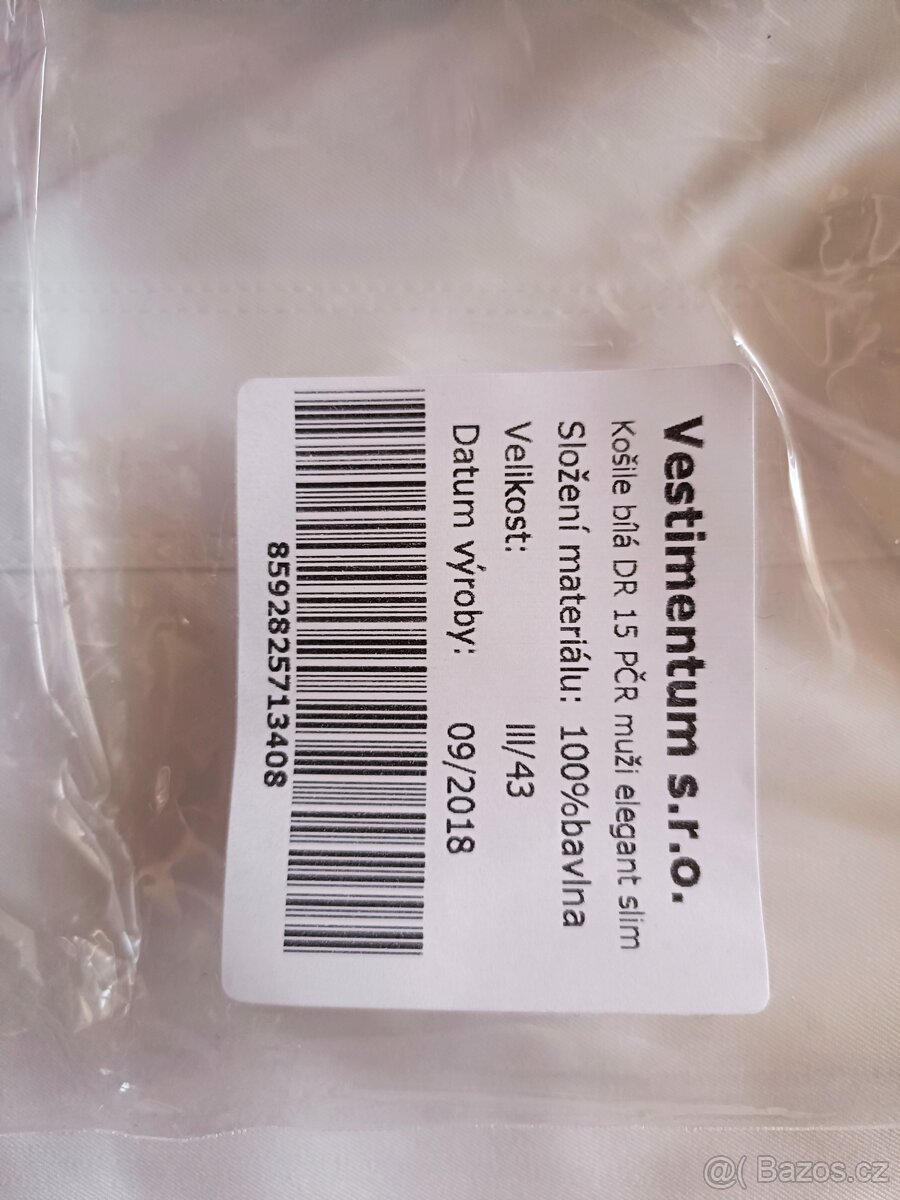 Vestimentum s.r.o.
Košile bílá DR 15 PČR muži elegant slim
Složení materiálu: 100%bavlna
Velikost: III/43
Datum výroby: 09/2018
8592825713408
@( Bazos.cz